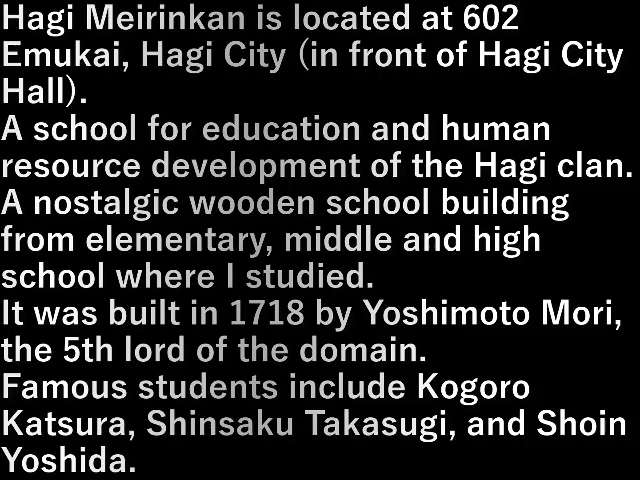 Hagi Meirinkan is located at 602
Emukai, Hagi City (in front of Hagi City
Hall).
A school for education and human
resource development of the Hagi clan.
A nostalgic wooden school building
from elementary, middle and high
school where I studied.
It was built in 1718 by Yoshimoto Mori,
the 5th lord of the domain.
Famous students include Kogoro
Katsura, Shinsaku Takasugi, and Shoin
Yoshida.